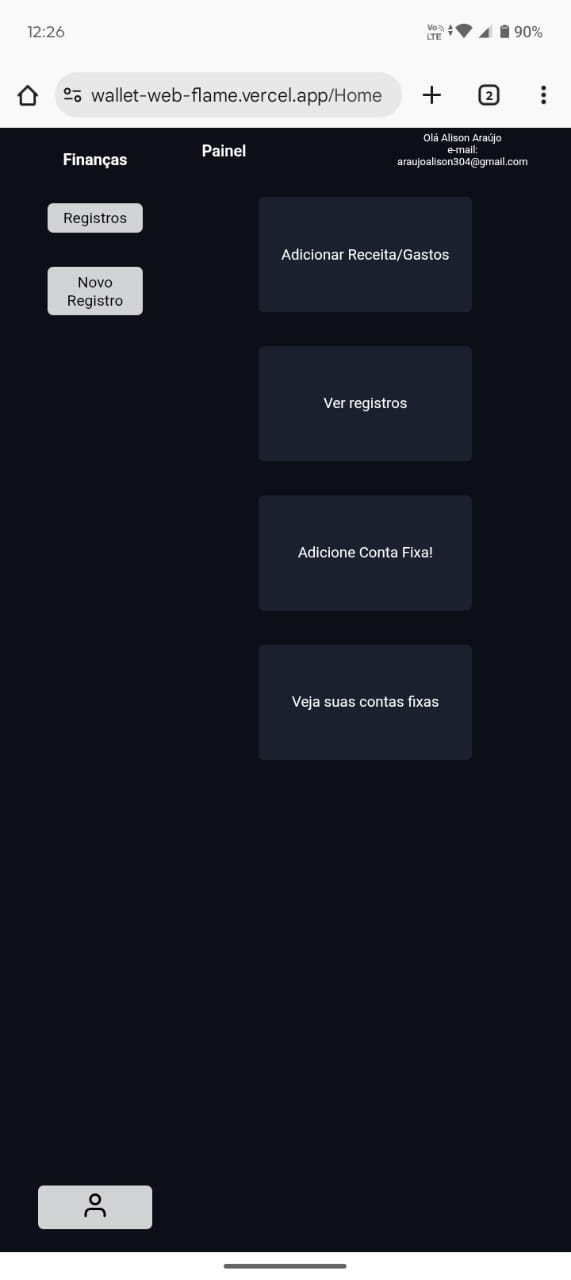 12:26
Vo
LTE
90%
wallet-web-flame.vercel.app/Home
2
Finanças
Painel
Olá Alison Araújo
e-mail:
araujoalison304@gmail.com
Registros
Novo
Registro
Adicionar Receita/Gastos
Ver registros
Adicione Conta Fixa!
Veja suas contas fixas